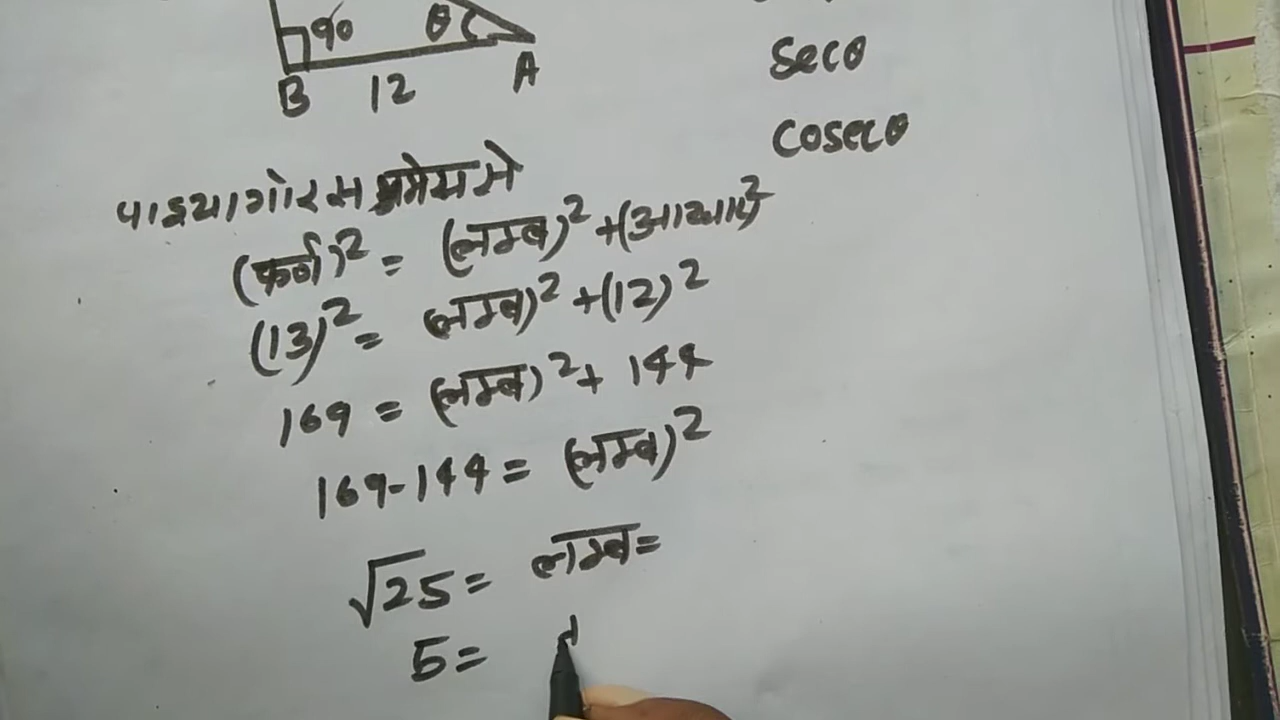 90 θ
B 12 A
secθ
cosecθ
पाइथागोरस प्रमेय से
(कर्ण)² = (लम्ब)² + (आधार)²
(13)² = (लम्ब)² + (12)²
169 = (लम्ब)² + 144
169 - 144 = (लम्ब)²
√25 = लम्ब =
5 =